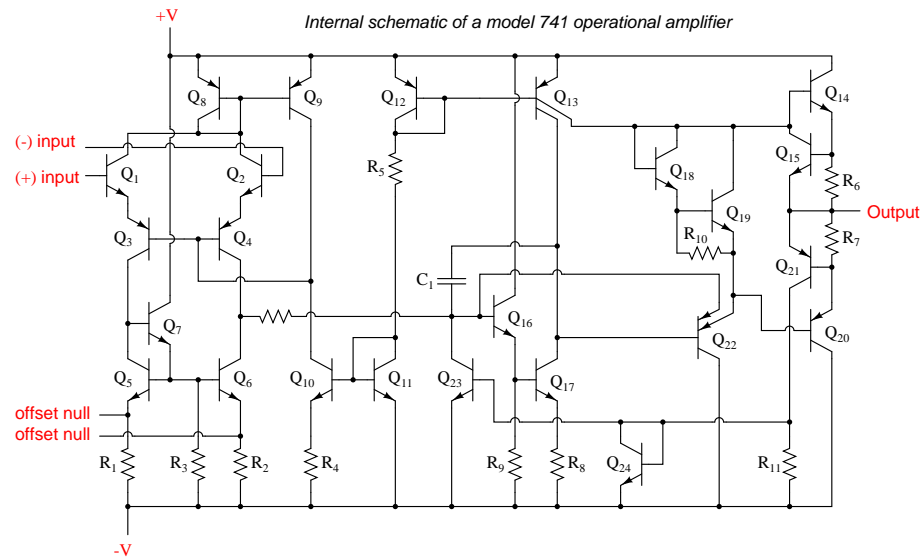 Internal schematic of a model 741 operational amplifier
+V
Q8
Q9
Q12
Q13
Q14
(-) input
(+) input
Q1
Q2
R5
Q15
Q18
R6
Q19
Output
Q3
Q4
R10
R7
Q21
C1
Q7
Q16
Q22
Q20
Q5
Q6
Q10
Q11
Q23
Q17
offset null
offset null
R1
R3
R2
R4
R9
R8
Q24
R11
-V